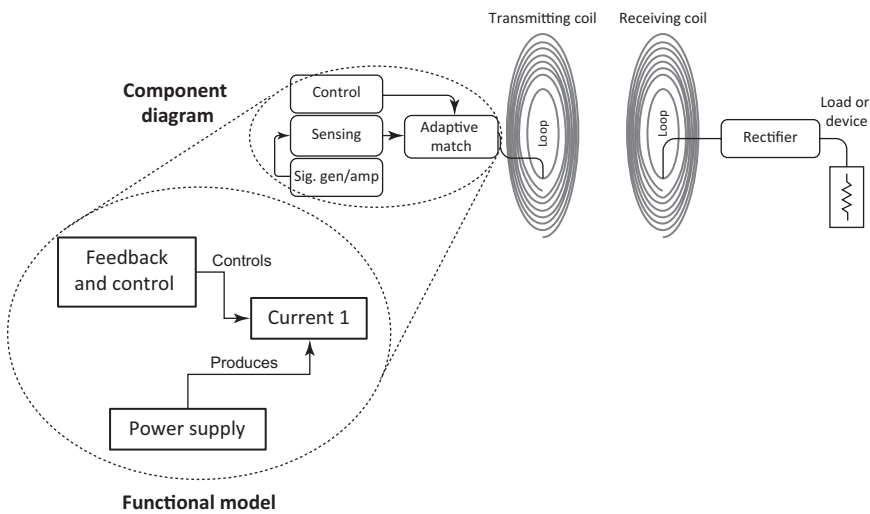 Transmitting coil
Receiving coil
Component
diagram
Control
Sensing
Sig. gen/amp
Adaptive
match
Loop
Loop
Rectifier
Load or
device
Feedback
and control
Controls
Current 1
Produces
Power supply
Functional model